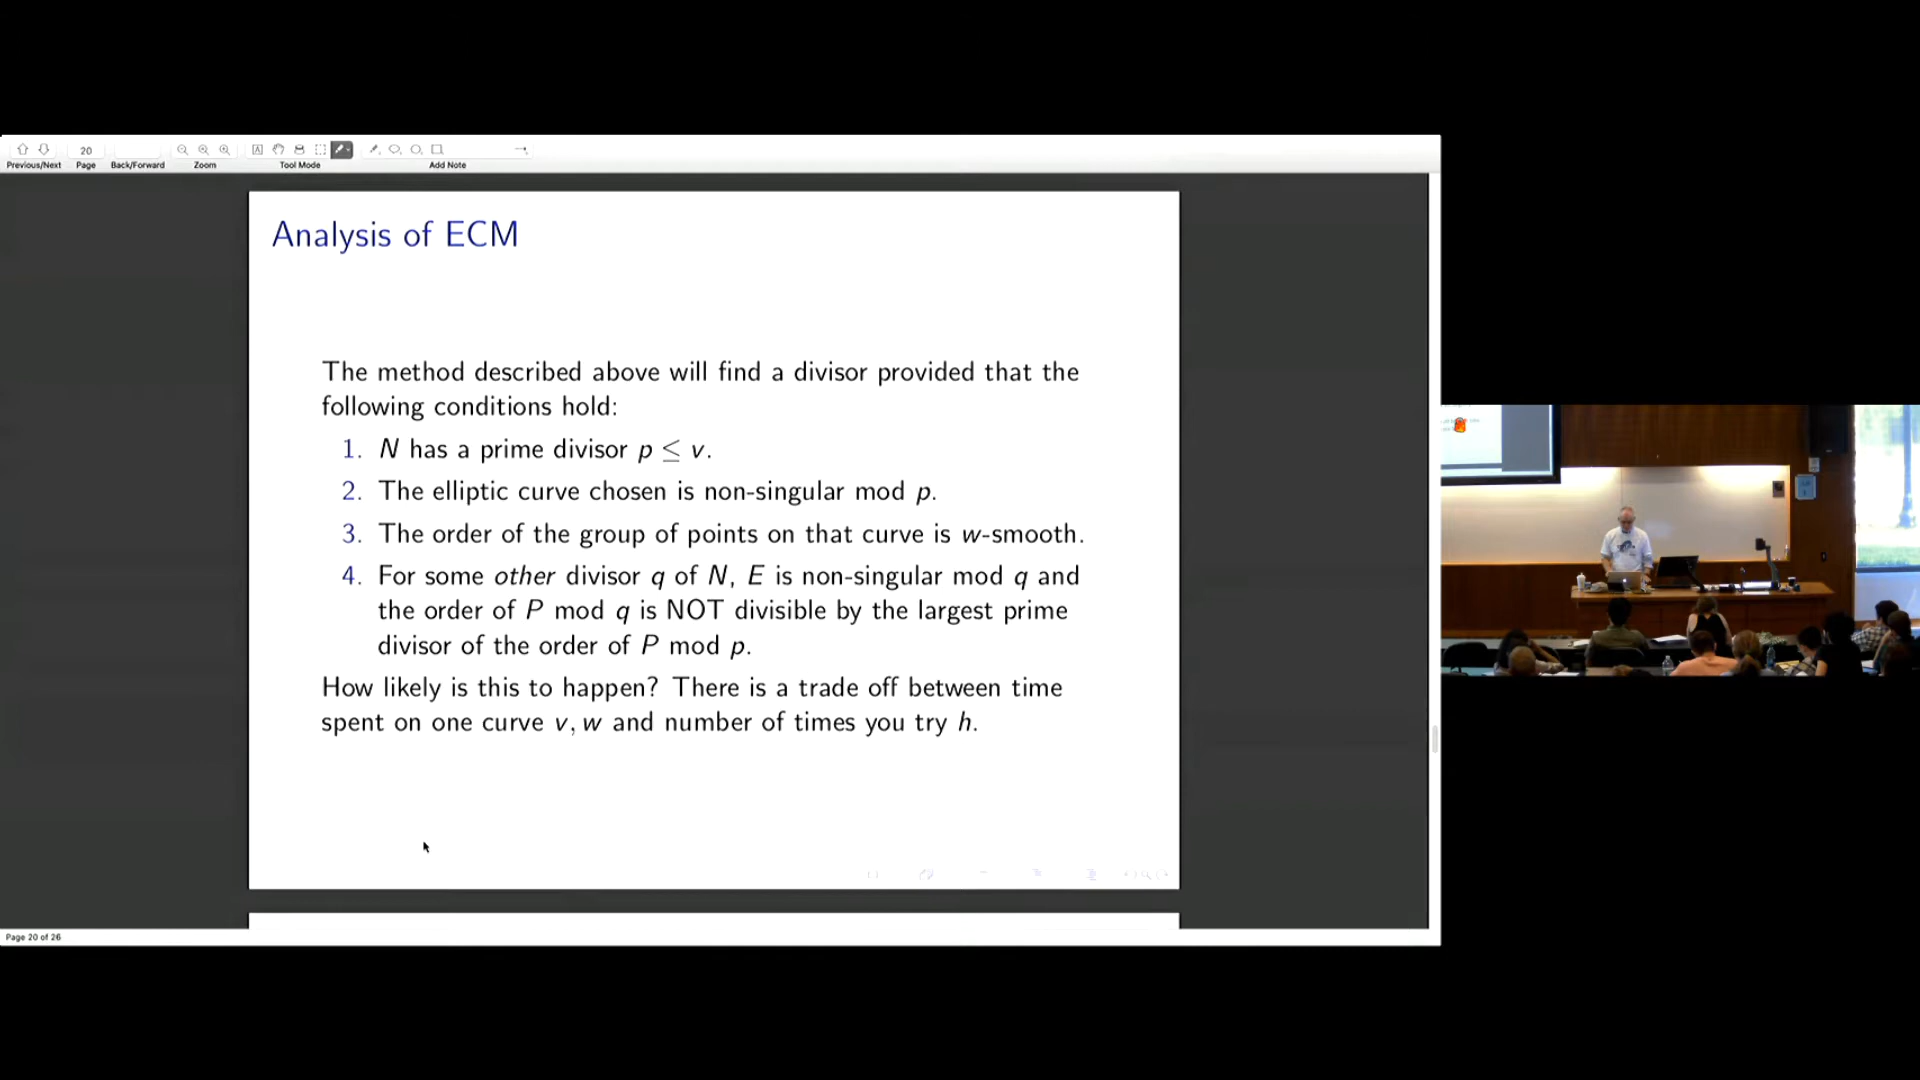 20
Previous/Next Page Back/Forward Zoom Tool Mode Add Note
Analysis of ECM
The method described above will find a divisor provided that the
following conditions hold:
1. N has a prime divisor p ≤ v.
2. The elliptic curve chosen is non-singular mod p.
3. The order of the group of points on that curve is w-smooth.
4. For some other divisor q of N, E is non-singular mod q and
the order of P mod q is NOT divisible by the largest prime
divisor of the order of P mod p.
How likely is this to happen? There is a trade off between time
spent on one curve v, w and number of times you try h.
Page 20 of 26